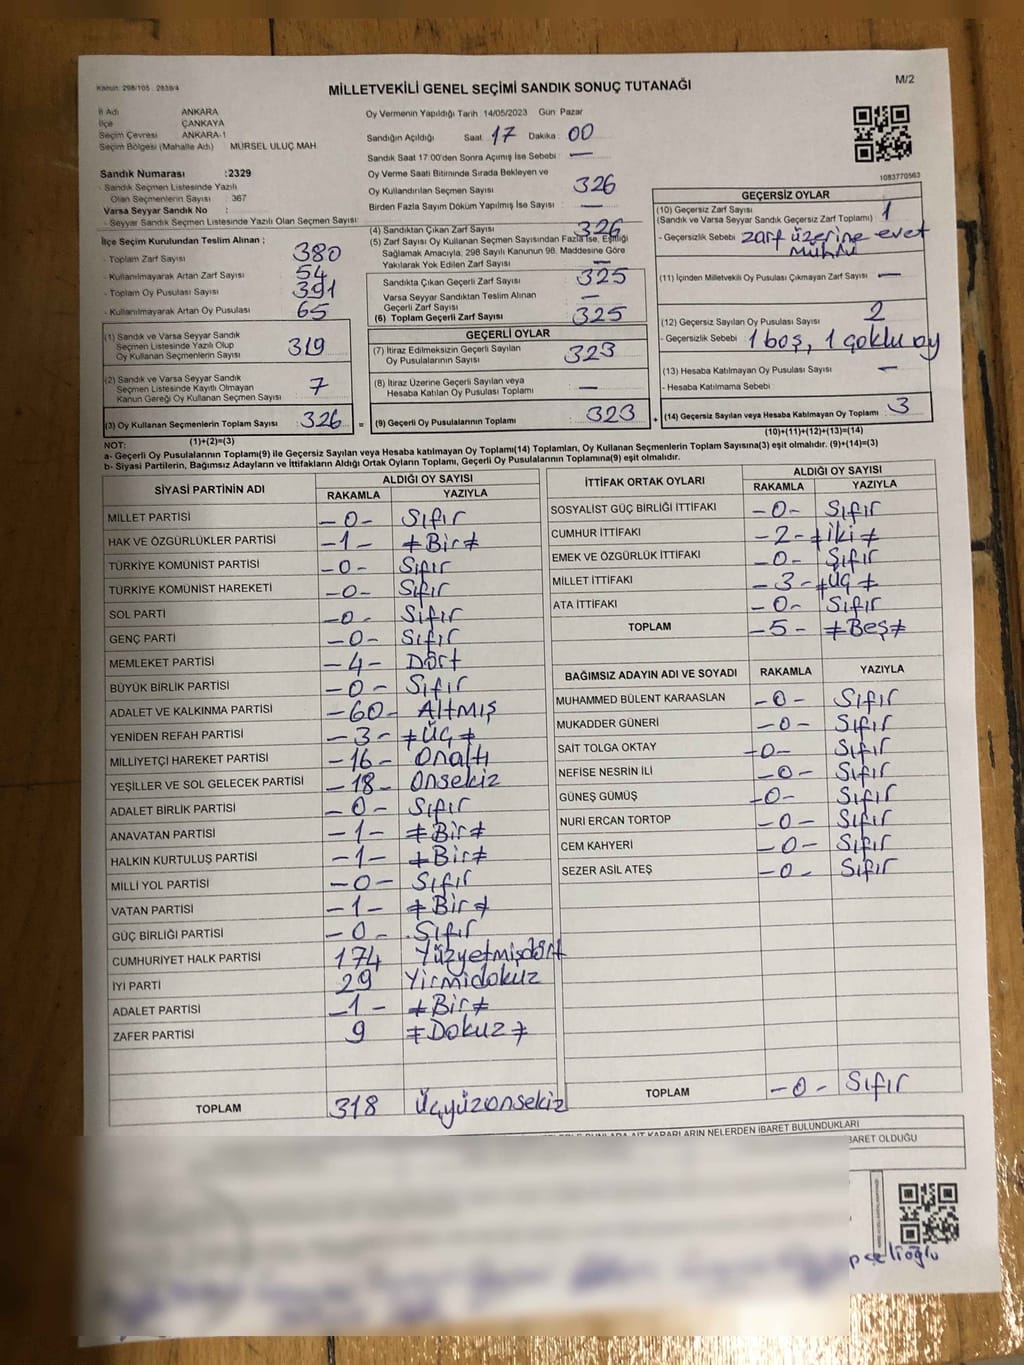 Kanun: 298/105 . 2839/4
MİLLETVEKİLİ GENEL SEÇİMİ SANDIK SONUÇ TUTANAĞI
M/2
İl Adı ANKARA
İlçe ÇANKAYA
Seçim Çevresi ANKARA-1
Seçim Bölgesi (Mahalle Adı) MÜRSEL ULUÇ MAH.
Sandık Numarası :2329
- Sandık Seçmen Listesinde Yazılı
Olan Seçmenlerin Sayısı : 367
Varsa Seyyar Sandık No :
- Seyyar Sandık Seçmen Listesinde Yazılı Olan Seçmen Sayısı:
Oy Vermenin Yapıldığı Tarih 14/05/2023 Gün: Pazar
Sandığın Açıldığı Saat: 17 Dakika: 00
Sandık Saat 17:00'den Sonra Açımış İse Sebebi : —
Oy Verme Saati Bitiminde Sırada Bekleyen ve
Oy Kullandırılan Seçmen Sayısı 326
Birden Fazla Sayım Döküm Yapılmış İse Sayısı : —
1083770563
İlçe Seçim Kurulundan Teslim Alınan ;
- Toplam Zarf Sayısı 380
- Kullanılmayarak Artan Zarf Sayısı 54
- Toplam Oy Pusulası Sayısı 391
- Kullanılmayarak Artan Oy Pusulası 65
(1) Sandık ve Varsa Seyyar Sandık
Seçmen Listesinde Yazılı Olup
Oy Kullanan Seçmenlerin Sayısı 319
(2) Sandık ve Varsa Seyyar Sandık
Seçmen Listesinde Kayıtlı Olmayan
Kanun Gereği Oy Kullanan Seçmen Sayısı 7
(3) Oy Kullanan Seçmenlerin Toplam Sayısı : 326
(1)+(2)=(3)
(4) Sandıktan Çıkan Zarf Sayısı 326
(5) Zarf Sayısı Oy Kullanan Seçmen Sayısından Fazla İse, Eşitliği
Sağlamak Amacıyla, 298 Sayılı Kanunun 98. Maddesine Göre
Yakılarak Yok Edilen Zarf Sayısı : —
Sandıkta Çıkan Geçerli Zarf Sayısı 325
Varsa Seyyar Sandıktan Teslim Alınan
Geçerli Zarf Sayısı —
(6) Toplam Geçerli Zarf Sayısı 325
GEÇERLİ OYLAR
(7) İtiraz Edilmeksizin Geçerli Sayılan
Oy Pusulalarının Sayısı 323
(8) İtiraz Üzerine Geçerli Sayılan veya
Hesaba Katılan Oy Pusulası Toplamı —
= (9) Geçerli Oy Pusulalarının Toplamı 323 +
GEÇERSİZ OYLAR
(10) Geçersiz Zarf Sayısı
(Sandık ve Varsa Seyyar Sandık Geçersiz Zarf Toplamı) 1
- Geçersizlik Sebebi : zarf üzerine evet
mührü
(11) İçinden Milletvekili Oy Pusulası Çıkmayan Zarf Sayısı : —
(12) Geçersiz Sayılan Oy Pusulası Sayısı : 2
- Geçersizlik Sebebi : 1 boş, 1 çoklu oy
(13) Hesaba Katılmayan Oy Pusulası Sayısı : —
- Hesaba Katılmama Sebebi :
(14) Geçersiz Sayılan veya Hesaba Katılmayan Oy Toplamı : 3
(10)+(11)+(12)+(13)=(14)
NOT:
a- Geçerli Oy Pusulalarının Toplamı(9) ile Geçersiz Sayılan veya Hesaba katılmayan Oy Toplamı(14) Toplamları, Oy Kullanan Seçmenlerin Toplam Sayısına(3) eşit olmalıdır. (9)+(14)=(3)
b- Siyasi Partilerin, Bağımsız Adayların ve İttifakların Aldığı Ortak Oyların Toplamı, Geçerli Oy Pusulalarının Toplamına(9) eşit olmalıdır.
SİYASİ PARTİNİN ADI ALDIĞI OY SAYISI
RAKAMLA YAZIYLA
MİLLET PARTİSİ -0- Sıfır
HAK VE ÖZGÜRLÜKLER PARTİSİ -1- ≠Bir≠
TÜRKİYE KOMÜNİST PARTİSİ -0- Sıfır
TÜRKİYE KOMÜNİST HAREKETİ -0- Sıfır
SOL PARTİ -0- Sıfır
GENÇ PARTİ -0- Sıfır
MEMLEKET PARTİSİ -4- Dört
BÜYÜK BİRLİK PARTİSİ -0- Sıfır
ADALET VE KALKINMA PARTİSİ -60- Altmış
YENİDEN REFAH PARTİSİ -3- ≠Üç≠
MİLLİYETÇİ HAREKET PARTİSİ -16- Onaltı
YEŞİLLER VE SOL GELECEK PARTİSİ -18- Onsekiz
ADALET BİRLİK PARTİSİ -0- Sıfır
ANAVATAN PARTİSİ -1- ≠Bir≠
HALKIN KURTULUŞ PARTİSİ -1- ≠Bir≠
MİLLİ YOL PARTİSİ -0- Sıfır
VATAN PARTİSİ -1- ≠Bir≠
GÜÇ BİRLİĞİ PARTİSİ -0- Sıfır
CUMHURİYET HALK PARTİSİ 174 Yüzyetmişdört
İYİ PARTİ 29 Yirmidokuz
ADALET PARTİSİ -1- ≠Bir≠
ZAFER PARTİSİ 9 ≠Dokuz≠
TOPLAM 318 Üçyüzonsekiz
İTTİFAK ORTAK OYLARI ALDIĞI OY SAYISI
RAKAMLA YAZIYLA
SOSYALİST GÜÇ BİRLİĞİ İTTİFAKI -0- Sıfır
CUMHUR İTTİFAKI -2- ≠İki≠
EMEK VE ÖZGÜRLÜK İTTİFAKI -0- Sıfır
MİLLET İTTİFAKI -3- ≠Üç≠
ATA İTTİFAKI -0- Sıfır
TOPLAM -5- ≠Beş≠
BAĞIMSIZ ADAYIN ADI VE SOYADI RAKAMLA YAZIYLA
MUHAMMED BÜLENT KARAASLAN -0- Sıfır
MUKADDER GÜNERİ -0- Sıfır
SAİT TOLGA OKTAY -0- Sıfır
NEFİSE NESRİN İLİ -0- Sıfır
GÜNEŞ GÜMÜŞ -0- Sıfır
NURİ ERCAN TORTOP -0- Sıfır
CEM KAHYERİ -0- Sıfır
SEZER ASİL ATEŞ -0- Sıfır
TOPLAM -0- Sıfır
KARARLARIN NELERDEN İBARET BULUNDUKLARI
İBARET OLDUĞU